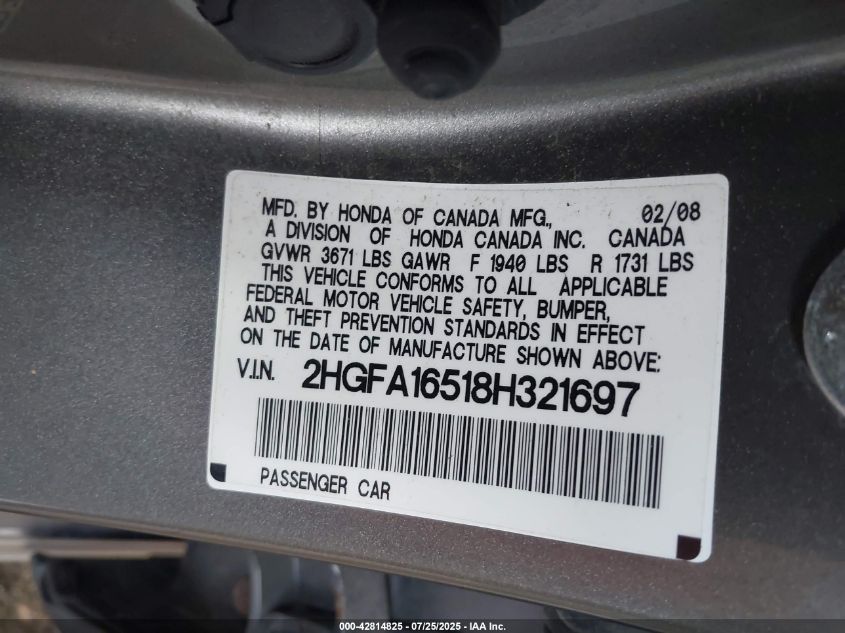 MFD. BY HONDA OF CANADA MFG., 02/08
A DIVISION OF HONDA CANADA INC. CANADA
GVWR 3671 LBS GAWR F 1940 LBS R 1731 LBS
THIS VEHICLE CONFORMS TO ALL APPLICABLE
FEDERAL MOTOR VEHICLE SAFETY, BUMPER,
AND THEFT PREVENTION STANDARDS IN EFFECT
ON THE DATE OF MANUFACTURE SHOWN ABOVE:
V.I.N. 2HGFA16518H321697
PASSENGER CAR
000-42814825 | 07/25/2025 - IAA Inc.